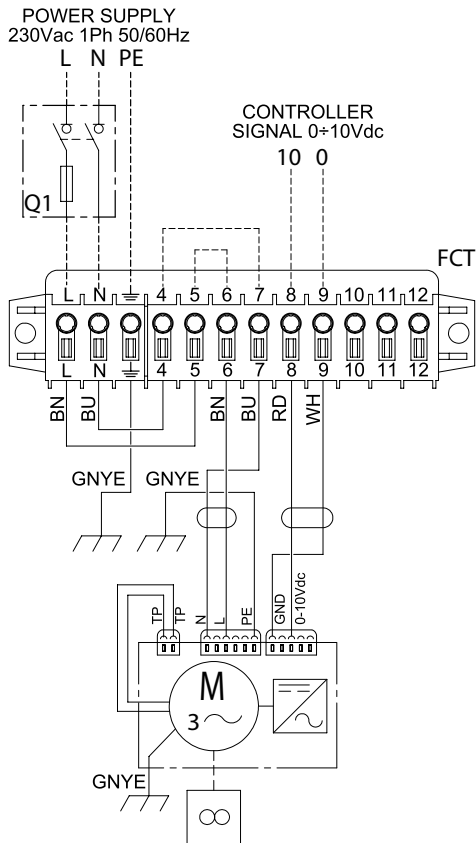 POWER SUPPLY
230Vac 1Ph 50/60Hz
L N PE
CONTROLLER
SIGNAL 0÷10Vdc
10 0
Q1
FCT
L N 4 5 6 7 8 9 10 11 12
L N 4 5 6 7 8 9 10 11 12
BN BU BN BU RD WH
GNYE GNYE
TP TP N L PE GND 0-10Vdc
M
3
GNYE